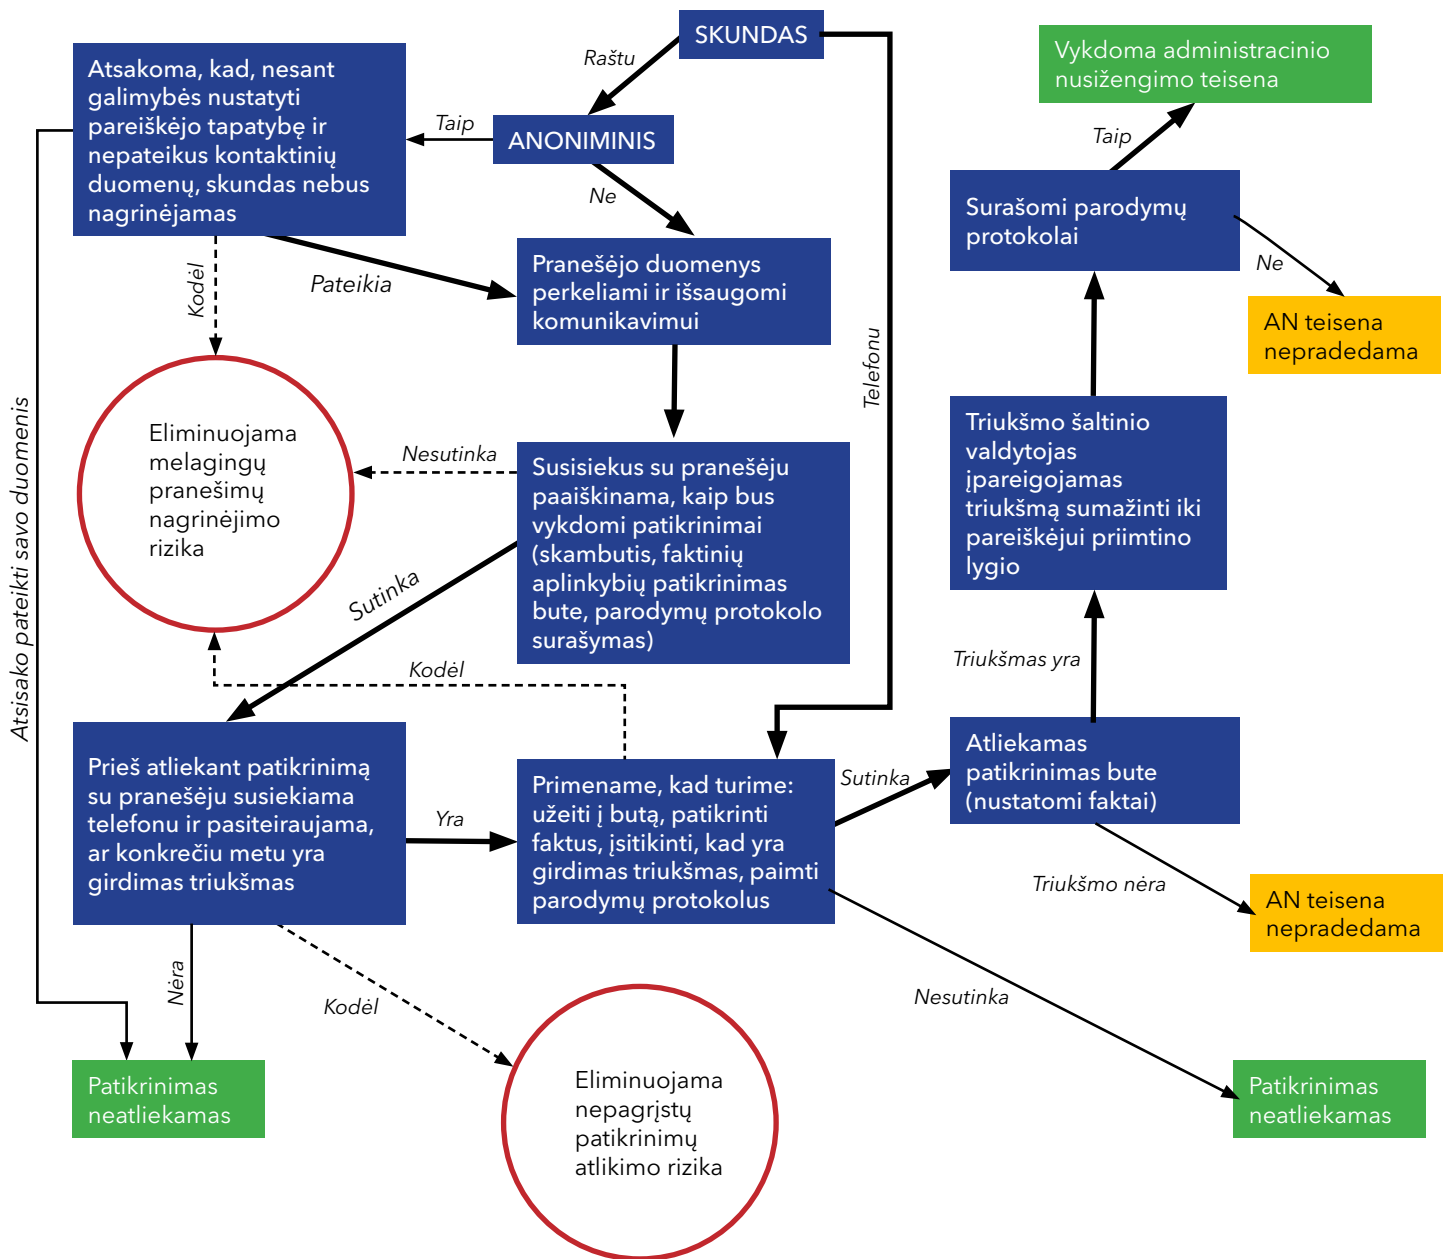 SKUNDAS
Raštu
Vykdoma administracinio
nusižengimo teisena
Atsakoma, kad, nesant
galimybės nustatyti
pareiškėjo tapatybę ir
nepateikus kontaktinių
duomenų, skundas nebus
nagrinėjamas
Taip
ANONIMINIS
Taip
Ne
Surašomi parodymų
protokolai
Ne
Kodėl
Pateikia
Pranešėjo duomenys
perkeliami ir išsaugomi
komunikavimui
AN teisena
nepradedama
Telefonu
Atsisako pateikti savo duomenis
Eliminuojama
melagingų
pranešimų
nagrinėjimo
rizika
Nesutinka
Susisiekus su pranešėju
paaiškinama, kaip bus
vykdomi patikrinimai
(skambutis, faktinių
aplinkybių patikrinimas
bute, parodymų protokolo
surašymas)
Triukšmo šaltinio
valdytojas
įpareigojamas
triukšmą sumažinti iki
pareiškėjui priimtino
lygio
Sutinka
Kodėl
Triukšmas yra
Prieš atliekant patikrinimą
su pranešėju susiekiama
telefonu ir pasiteiraujama,
ar konkrečiu metu yra
girdimas triukšmas
Yra
Primename, kad turime:
užeiti į butą, patikrinti
faktus, įsitikinti, kad yra
girdimas triukšmas, paimti
parodymų protokolus
Sutinka
Atliekamas
patikrinimas bute
(nustatomi faktai)
Triukšmo nėra
AN teisena
nepradedama
Nėra
Kodėl
Nesutinka
Patikrinimas
neatliekamas
Eliminuojama
nepagrįstų
patikrinimų
atlikimo rizika
Patikrinimas
neatliekamas